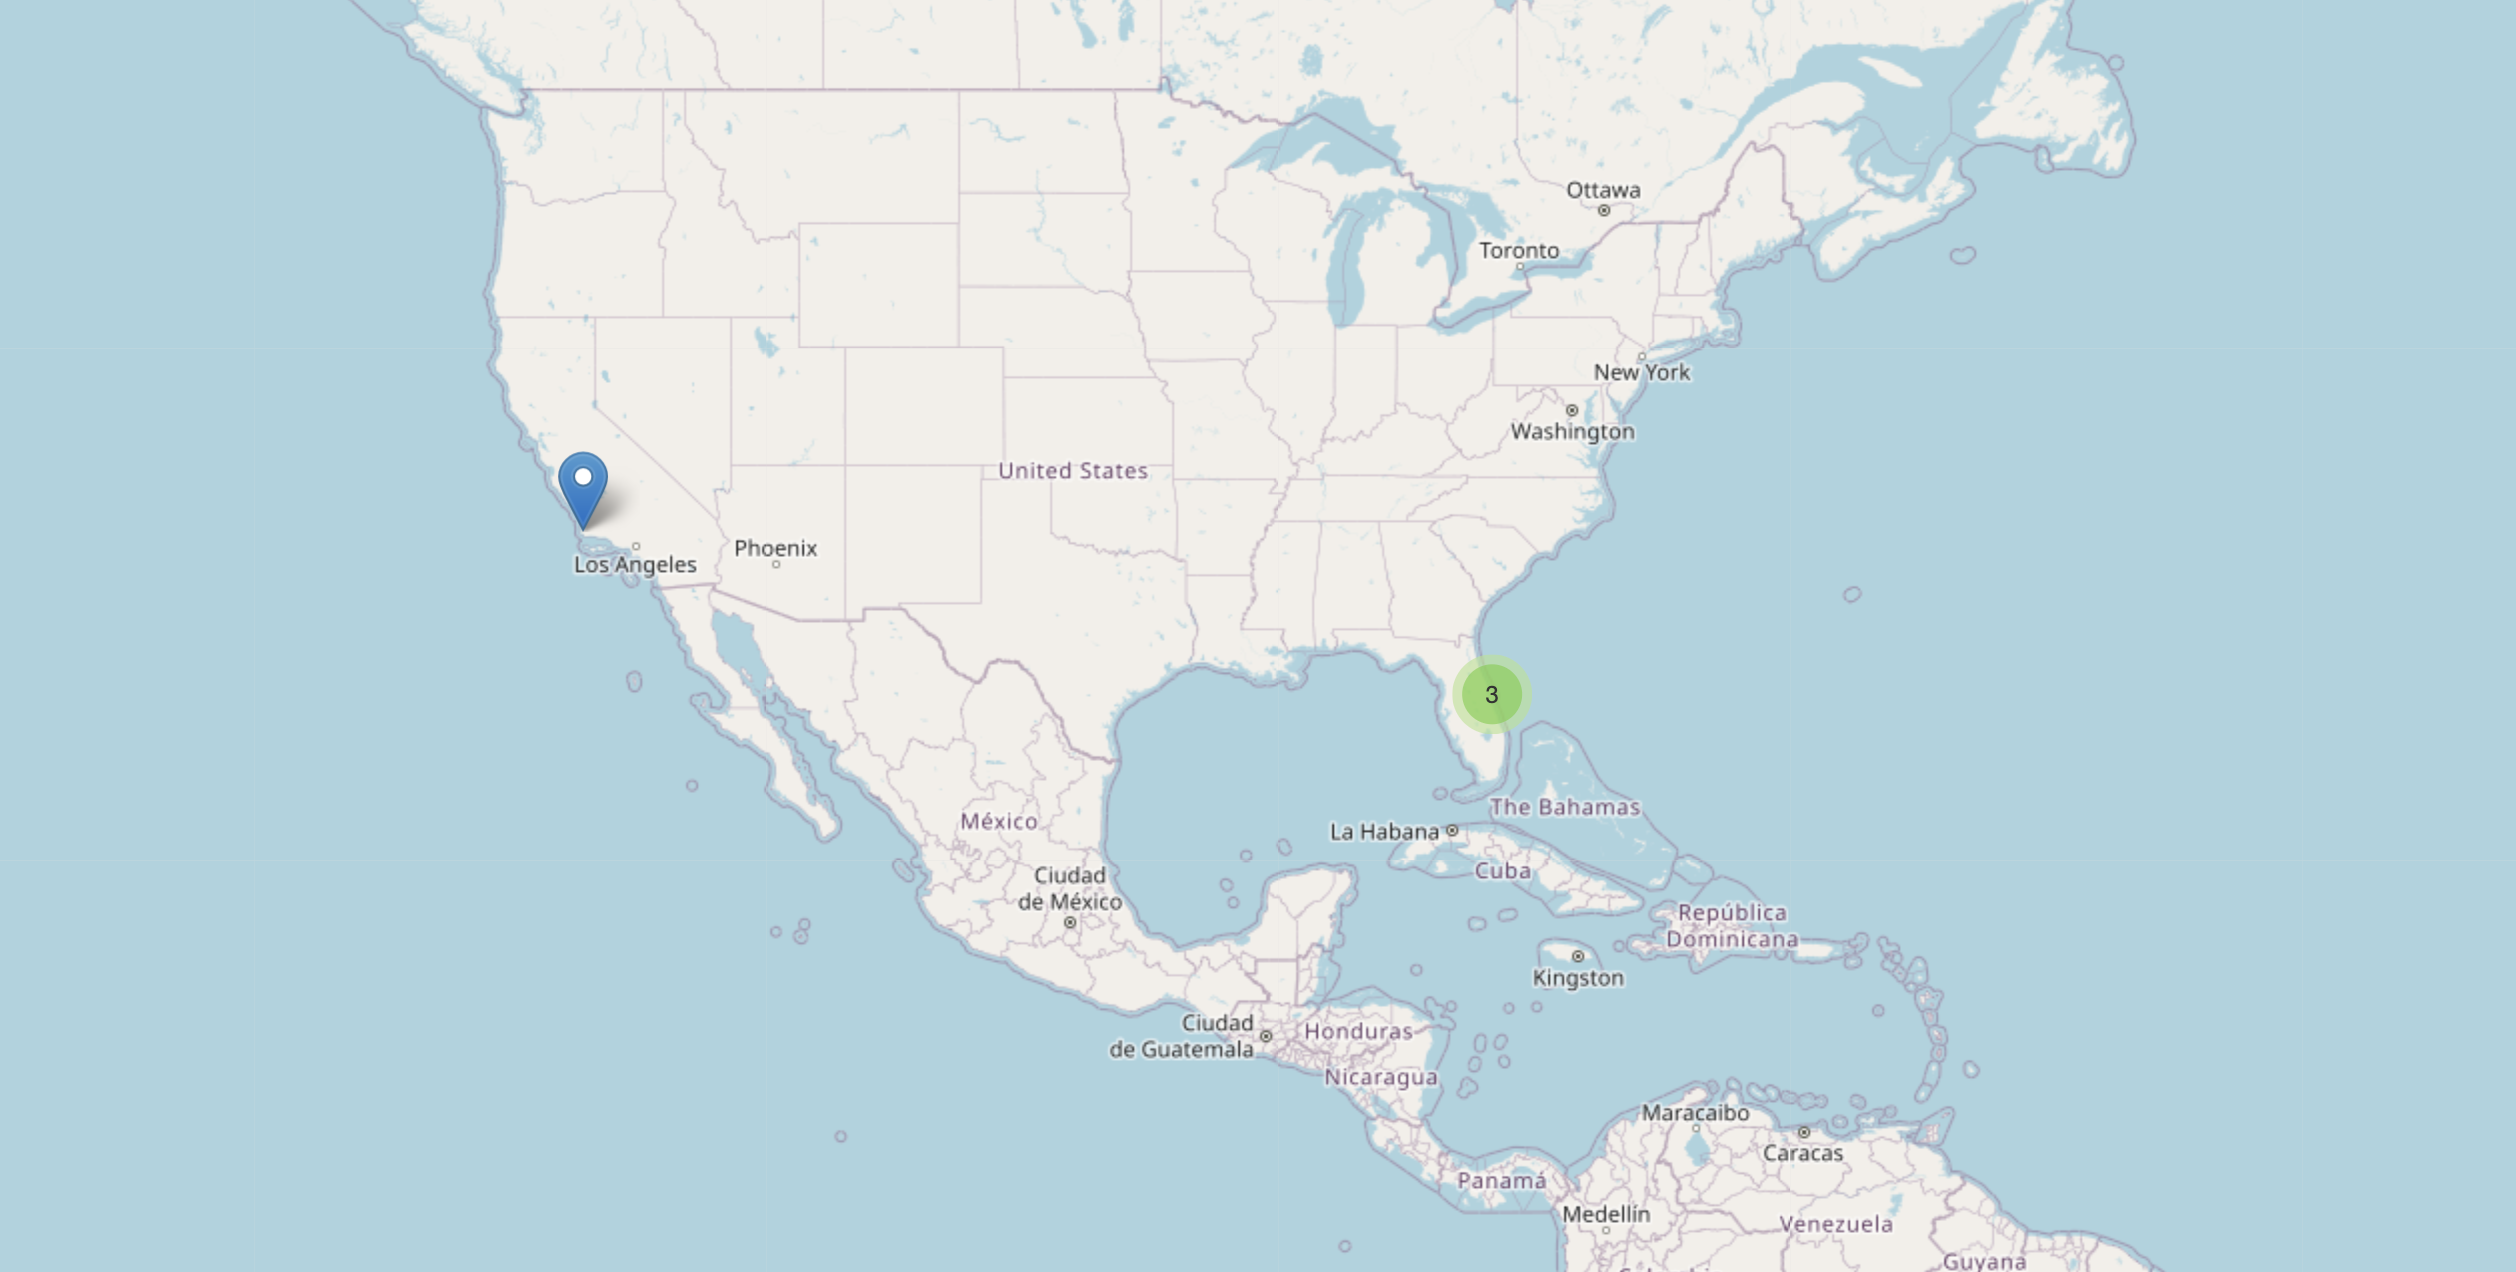 Ottawa
Toronto
New York
Washington
United States
Phoenix
Los Angeles
3
The Bahamas
México
La Habana
Cuba
Ciudad
de México
República
Dominicana
Kingston
Ciudad
de Guatemala
Honduras
Nicaragua
Maracaibo
Caracas
Panamá
Medellín
Venezuela
Guyana